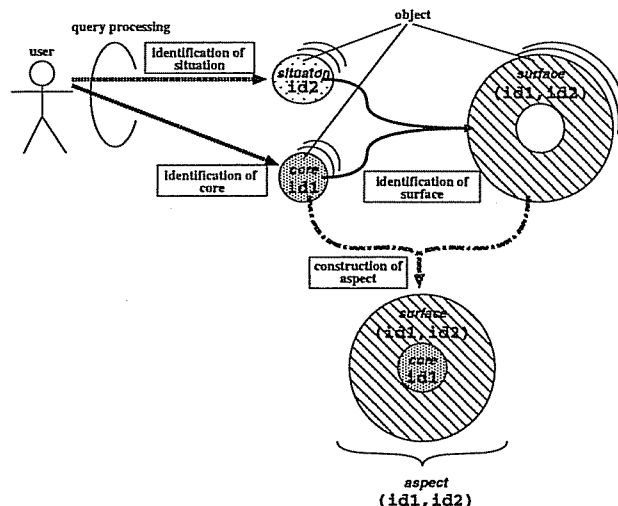 object
query processing
user
identification of
situation
situaton
id2
surface
(id1,id2)
identification of
core
core
id1
identification of
surface
construction of
aspect
surface
(id1,id2)
core
id1
aspect
(id1,id2)